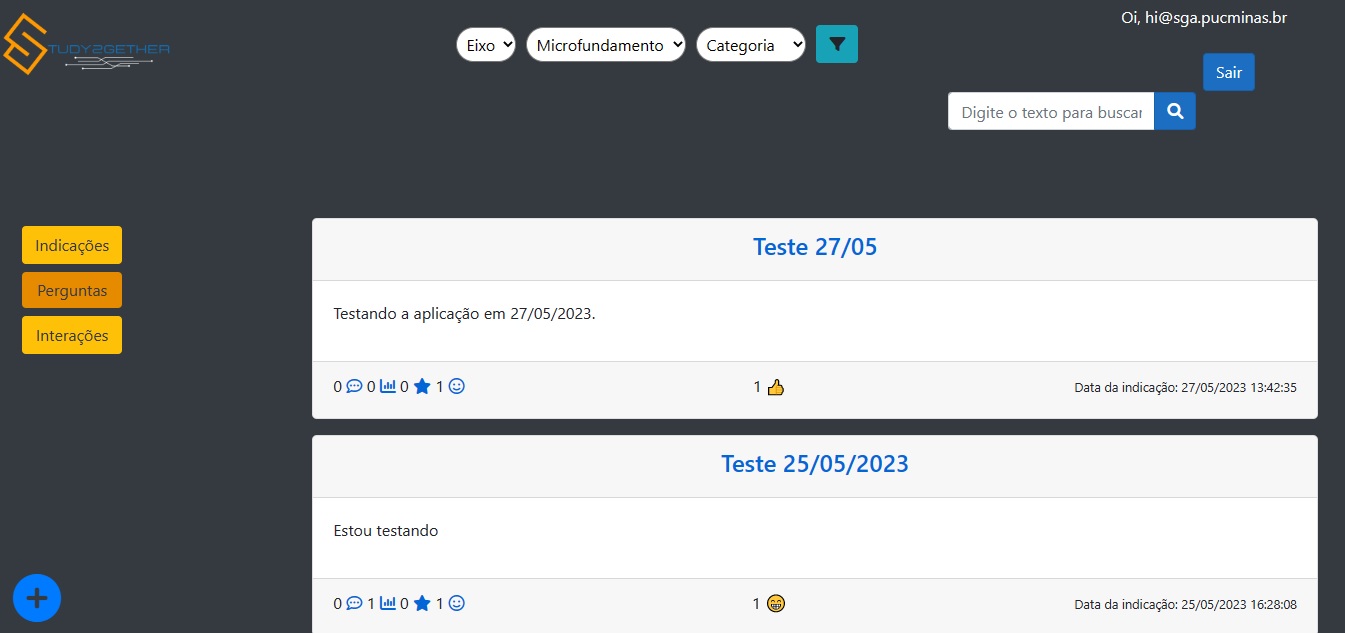 TUDY2GETHER
Eixo
Microfundamento
Categoria
Oi, hi@sga.pucminas.br
Sair
Digite o texto para buscar
Indicações
Perguntas
Interações
Teste 27/05
Testando a aplicação em 27/05/2023.
0 0 0 1
1
Data da indicação: 27/05/2023 13:42:35
Teste 25/05/2023
Estou testando
0 1 0 1
1
Data da indicação: 25/05/2023 16:28:08